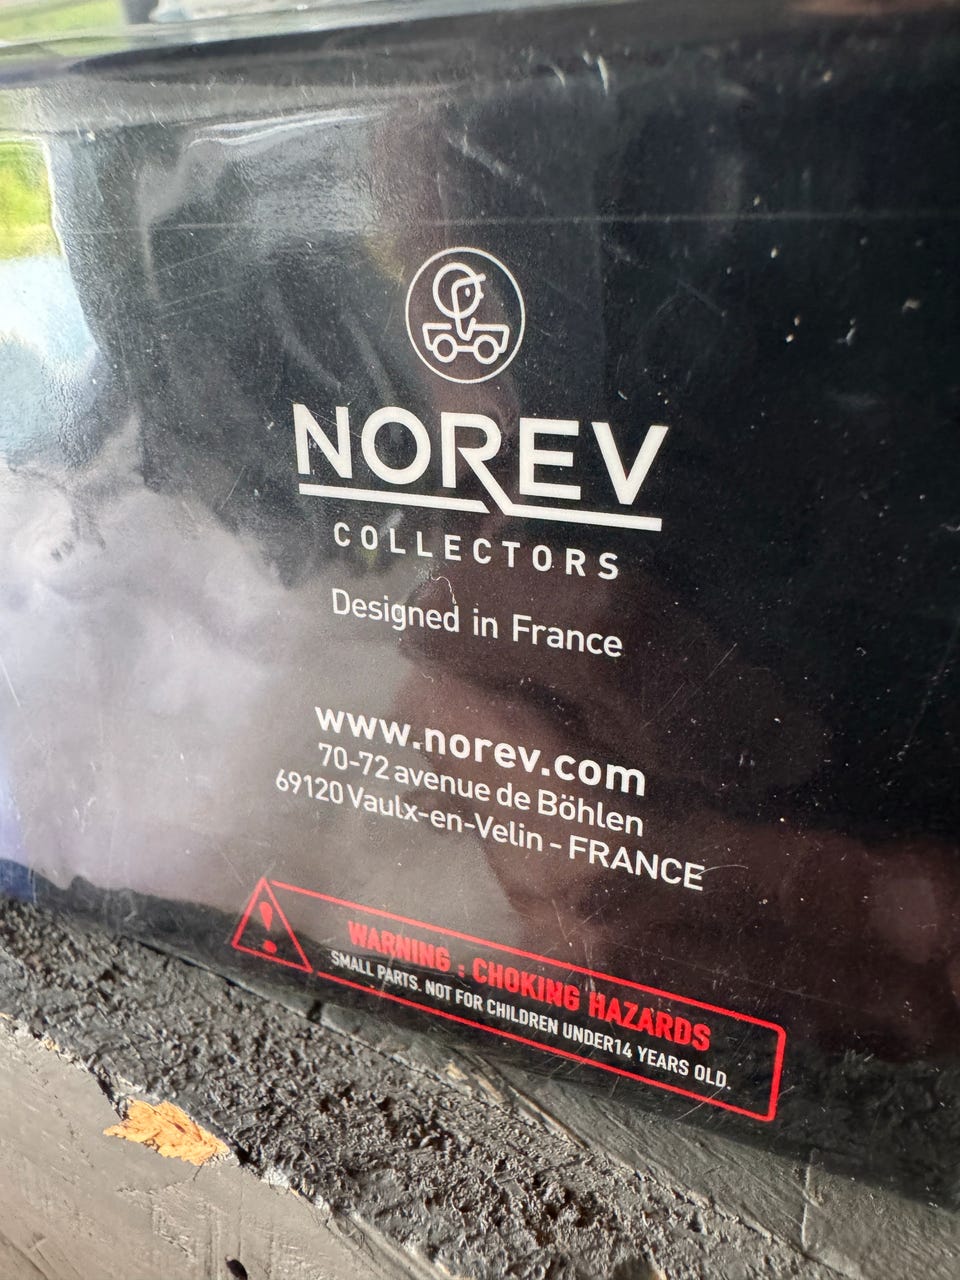 NOREV
COLLECTORS
Designed in France
www.norev.com
70-72 avenue de Böhlen
69120 Vaulx-en-Velin - FRANCE
WARNING : CHOKING HAZARDS
SMALL PARTS. NOT FOR CHILDREN UNDER14 YEARS OLD.